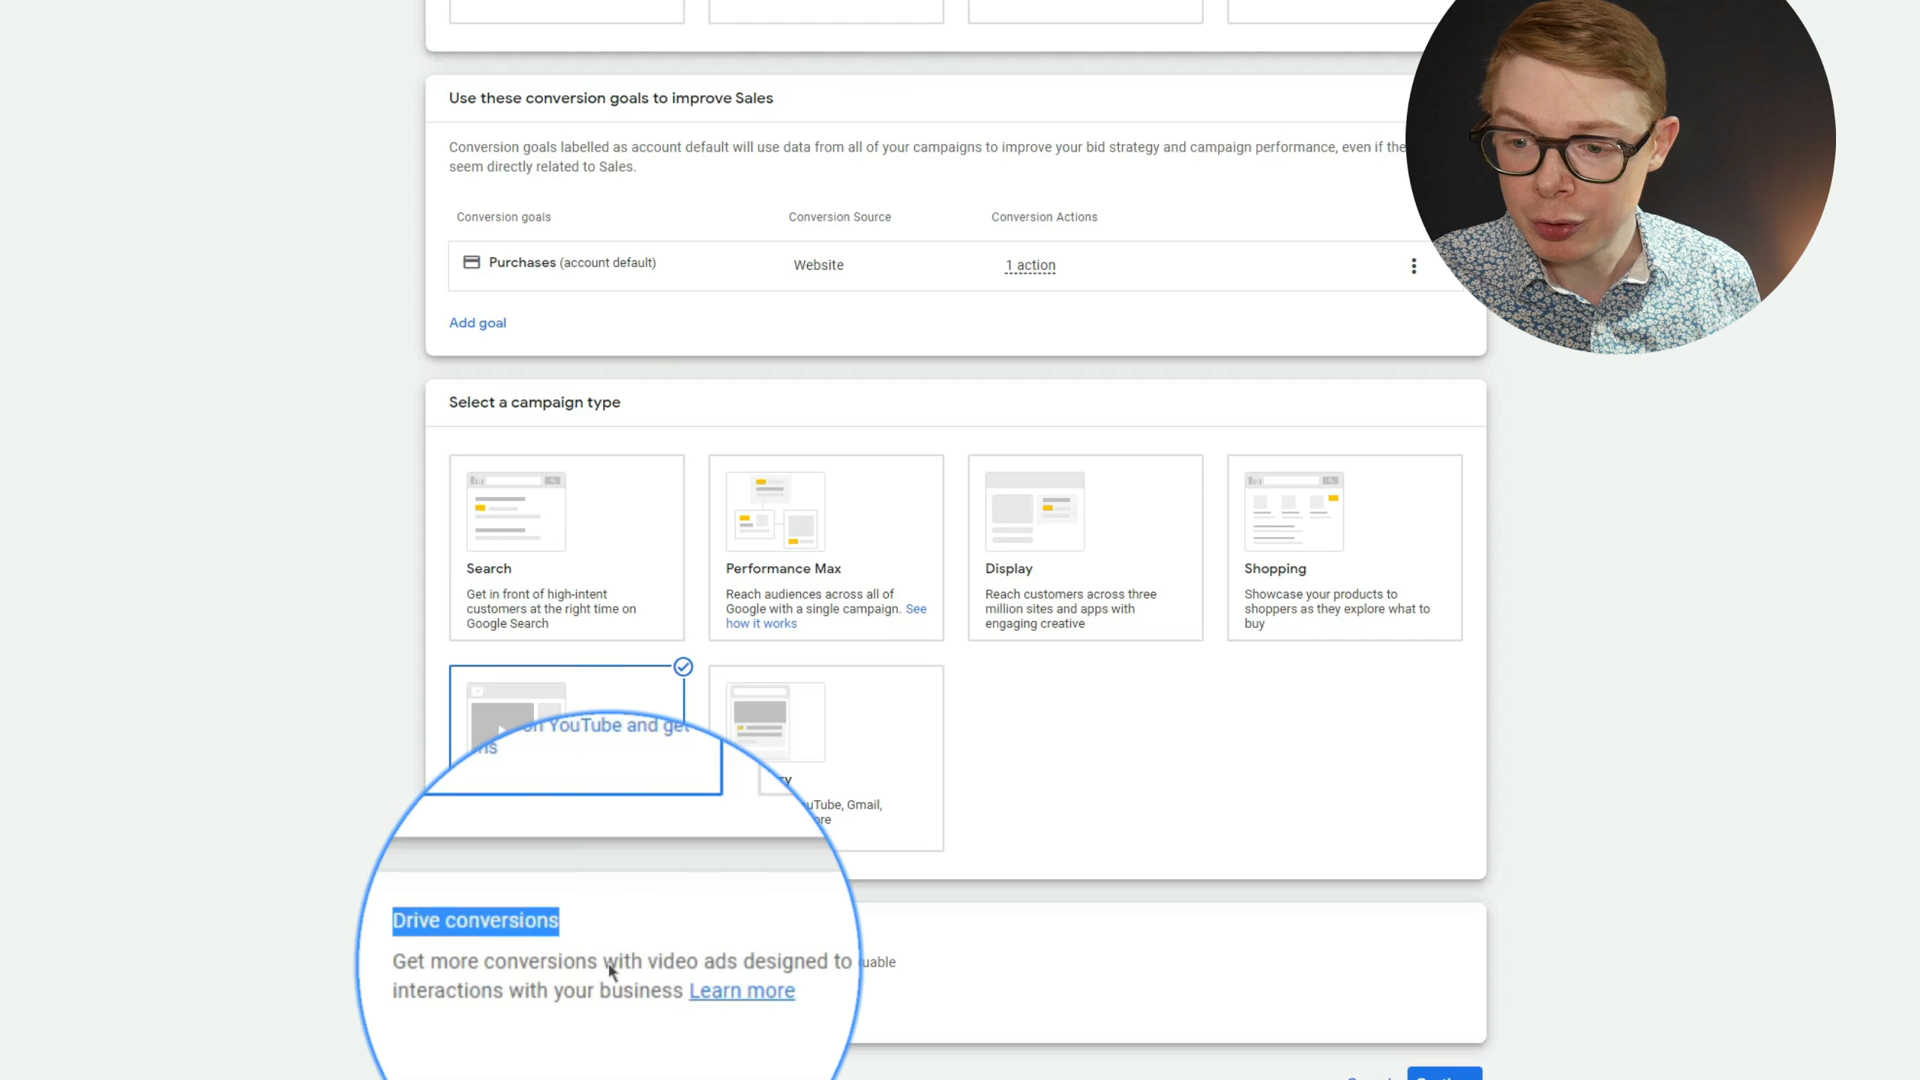 Use these conversion goals to improve Sales
Conversion goals labelled as account default will use data from all of your campaigns to improve your bid strategy and campaign performance, even if the
seem directly related to Sales.
Conversion goals Conversion Source Conversion Actions
Purchases (account default) Website 1 action
Add goal
Select a campaign type
Search
Get in front of high-intent
customers at the right time on
Google Search
Performance Max
Reach audiences across all of
Google with a single campaign. See
how it works
Display
Reach customers across three
million sites and apps with
engaging creative
Shopping
Showcase your products to
shoppers as they explore what to
buy
on YouTube and get
YouTube, Gmail,
Drive conversions
Get more conversions with video ads designed to
interactions with your business Learn more